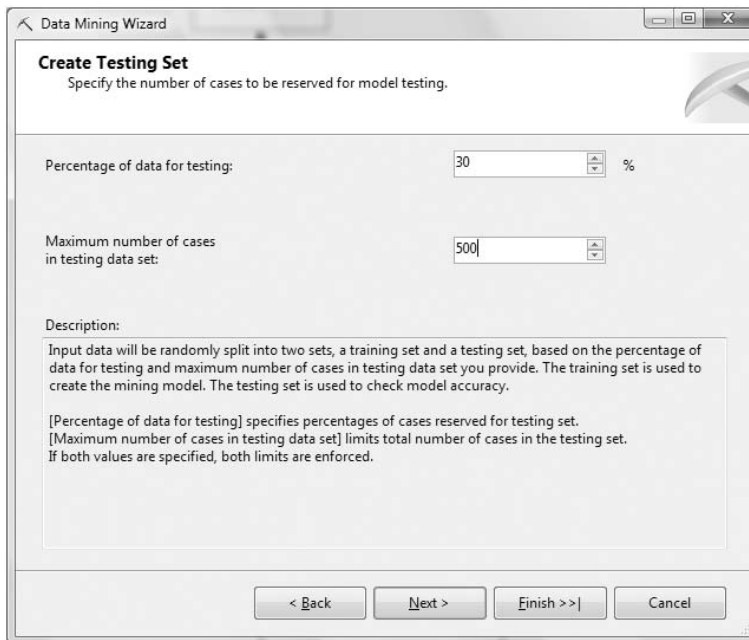 Data Mining Wizard
Create Testing Set
Specify the number of cases to be reserved for model testing.
Percentage of data for testing:
30
%
Maximum number of cases
in testing data set:
500
Description:
Input data will be randomly split into two sets, a training set and a testing set, based on the percentage of
data for testing and maximum number of cases in testing data set you provide. The training set is used to
create the mining model. The testing set is used to check model accuracy.
[Percentage of data for testing] specifies percentages of cases reserved for testing set.
[Maximum number of cases in testing data set] limits total number of cases in the testing set.
If both values are specified, both limits are enforced.
< Back
Next >
Finish >>|
Cancel